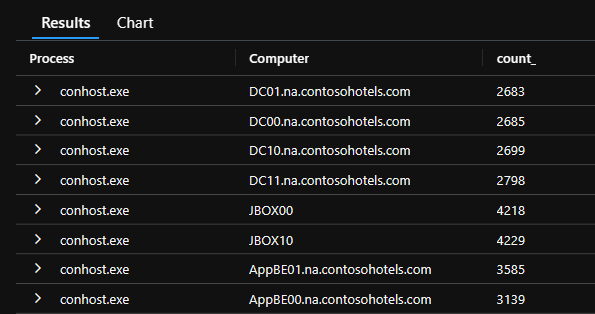 Results Chart
Process Computer count_
conhost.exe DC01.na.contosohotels.com 2683
conhost.exe DC00.na.contosohotels.com 2685
conhost.exe DC10.na.contosohotels.com 2699
conhost.exe DC11.na.contosohotels.com 2798
conhost.exe JBOX00 4218
conhost.exe JBOX10 4229
conhost.exe AppBE01.na.contosohotels.com 3585
conhost.exe AppBE00.na.contosohotels.com 3139